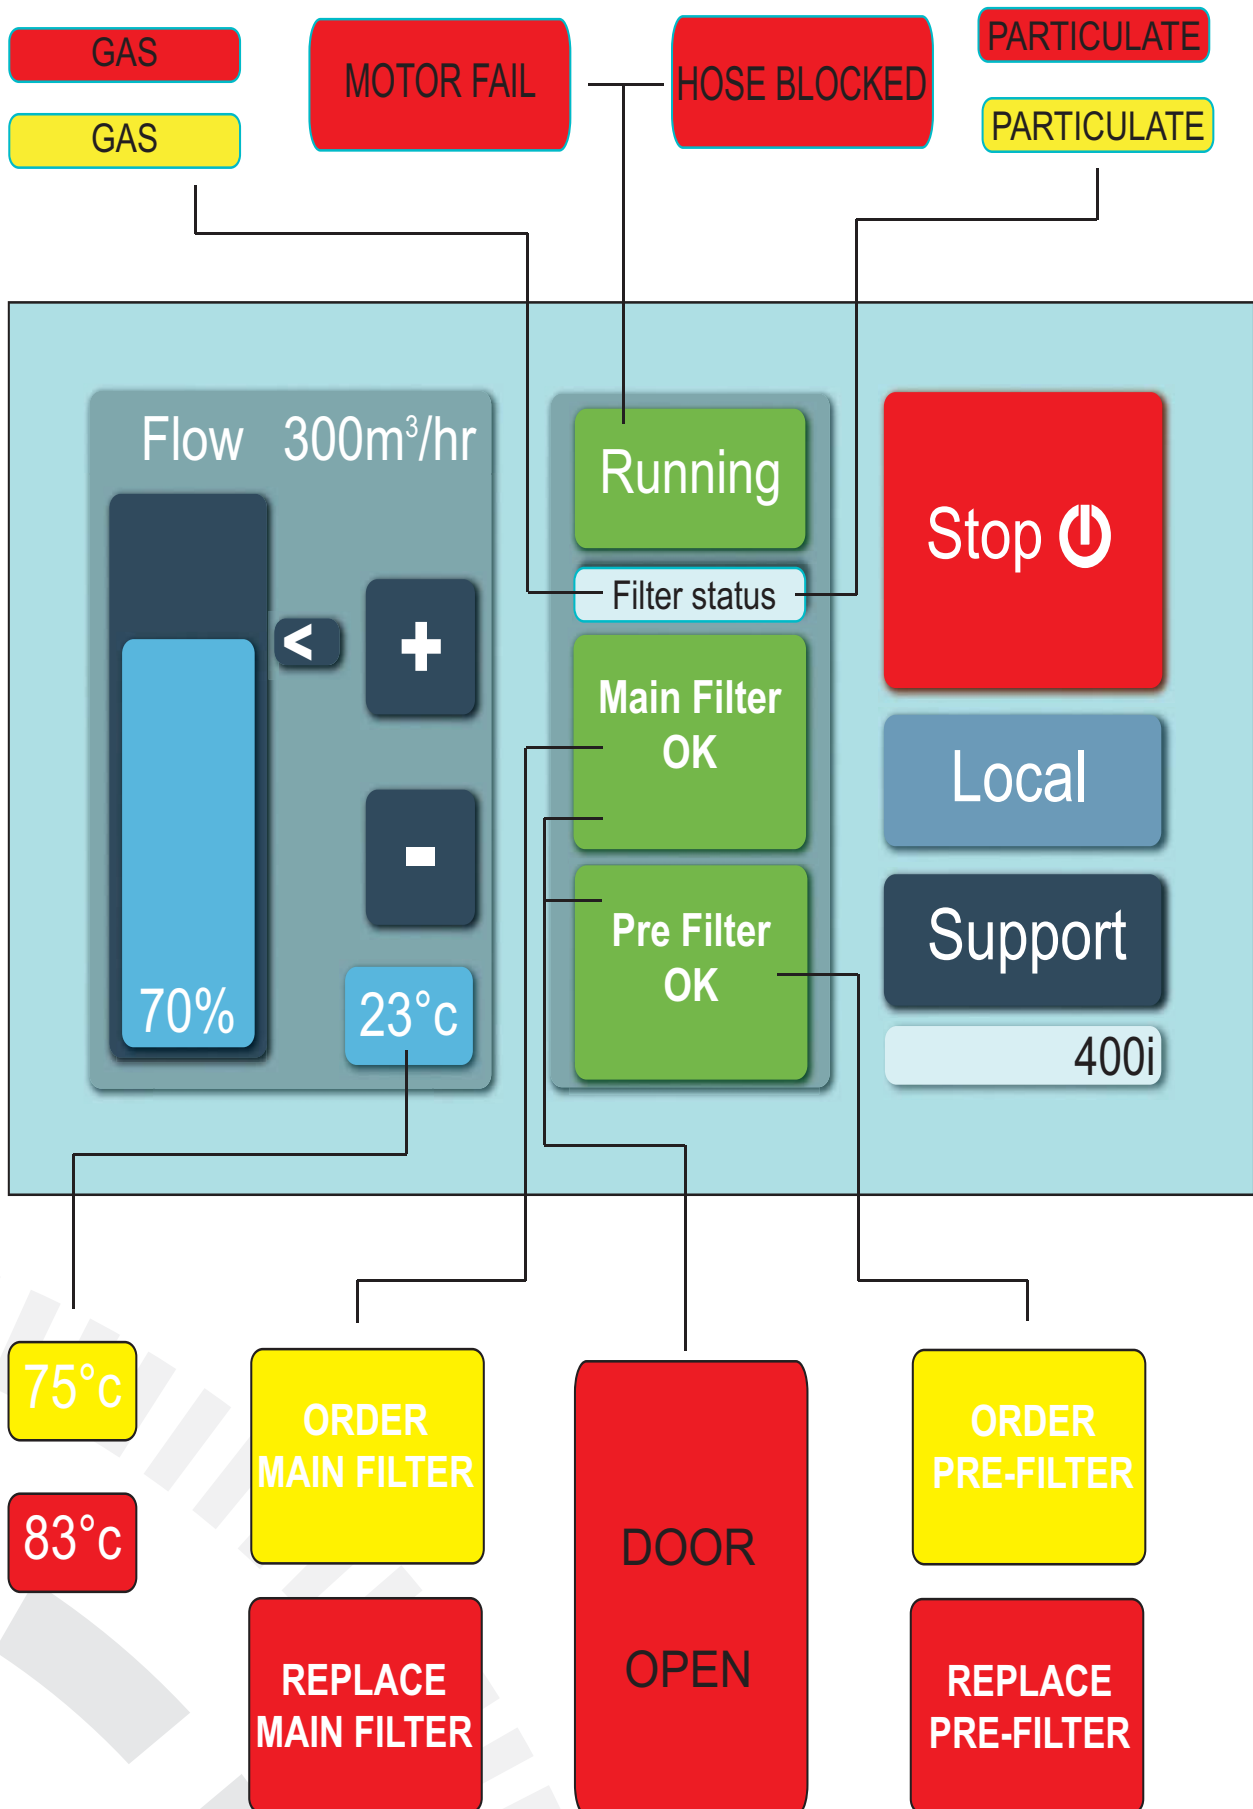 GAS
GAS
MOTOR FAIL
HOSE BLOCKED
PARTICULATE
PARTICULATE
Flow 300m³/hr
<
+
-
70%
23°c
Running
Filter status
Main Filter
OK
Pre Filter
OK
Stop
Local
Support
400i
75°c
83°c
ORDER
MAIN FILTER
REPLACE
MAIN FILTER
DOOR
OPEN
ORDER
PRE-FILTER
REPLACE
PRE-FILTER